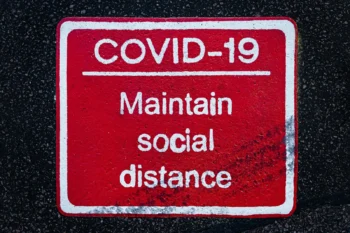 COVID-19
Maintain
social
distance